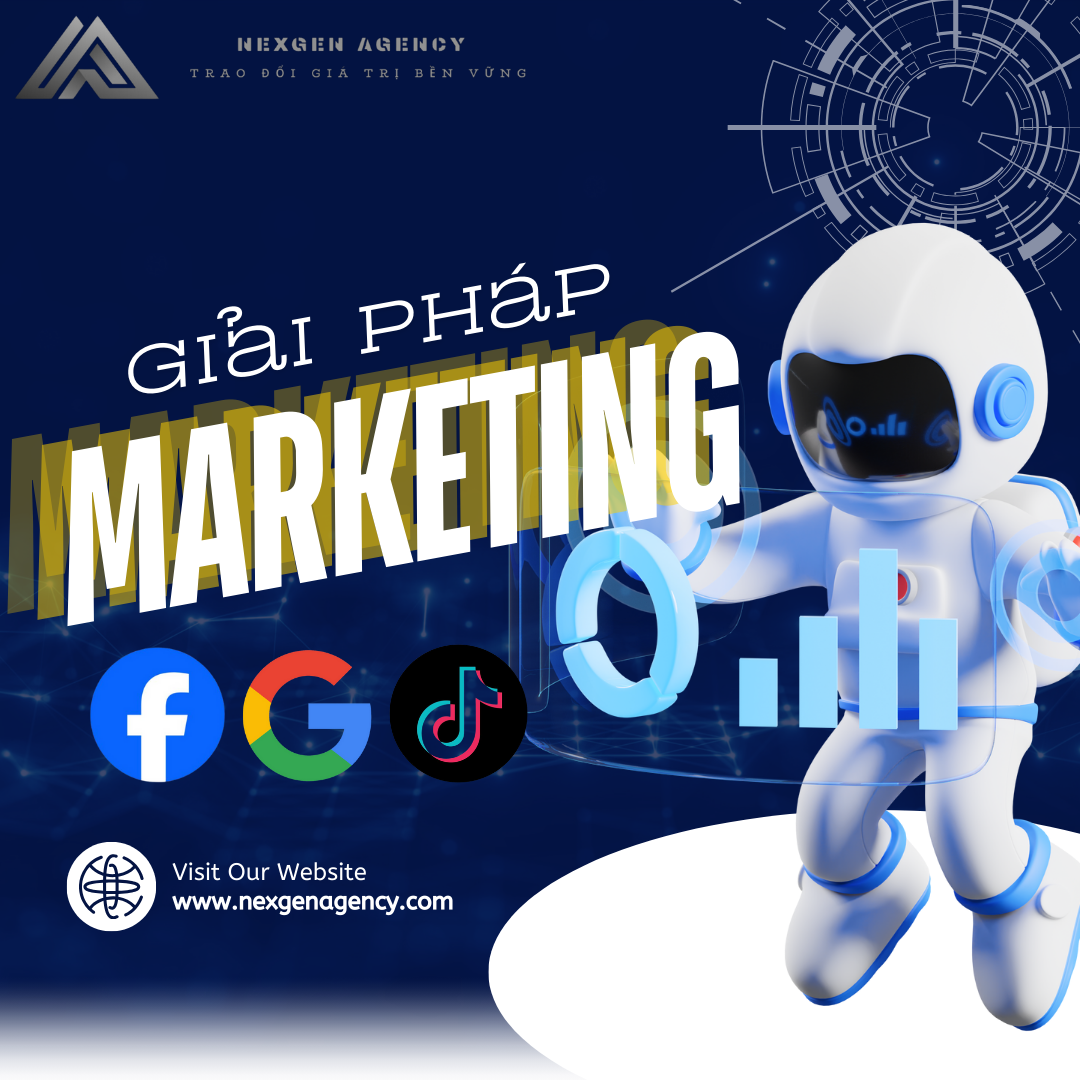 NEXGEN AGENCY
TRAO ĐỔI GIÁ TRỊ BỀN VỮNG
GIẢI PHÁP
MARKETING
Visit Our Website
www.nexgenagency.com